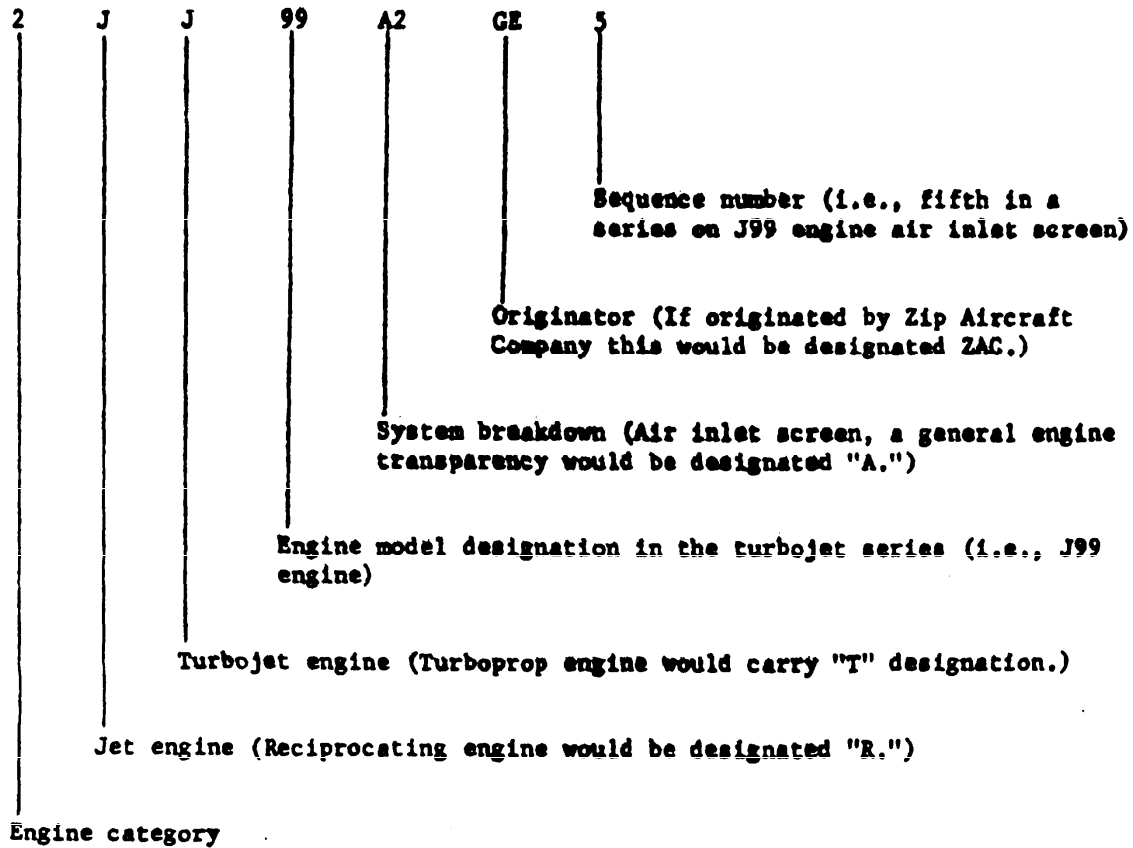 2 J J 99 A2 GE 5
Sequence number (i.e., fifth in a
series on J99 engine air inlet screen)
Originator (If originated by Zip Aircraft
Company this would be designated ZAC.)
System breakdown (Air inlet screen, a general engine
transparency would be designated "A.")
Engine model designation in the turbojet series (i.e., J99
engine)
Turbojet engine (Turboprop engine would carry "T" designation.)
Jet engine (Reciprocating engine would be designated "R.")
Engine category